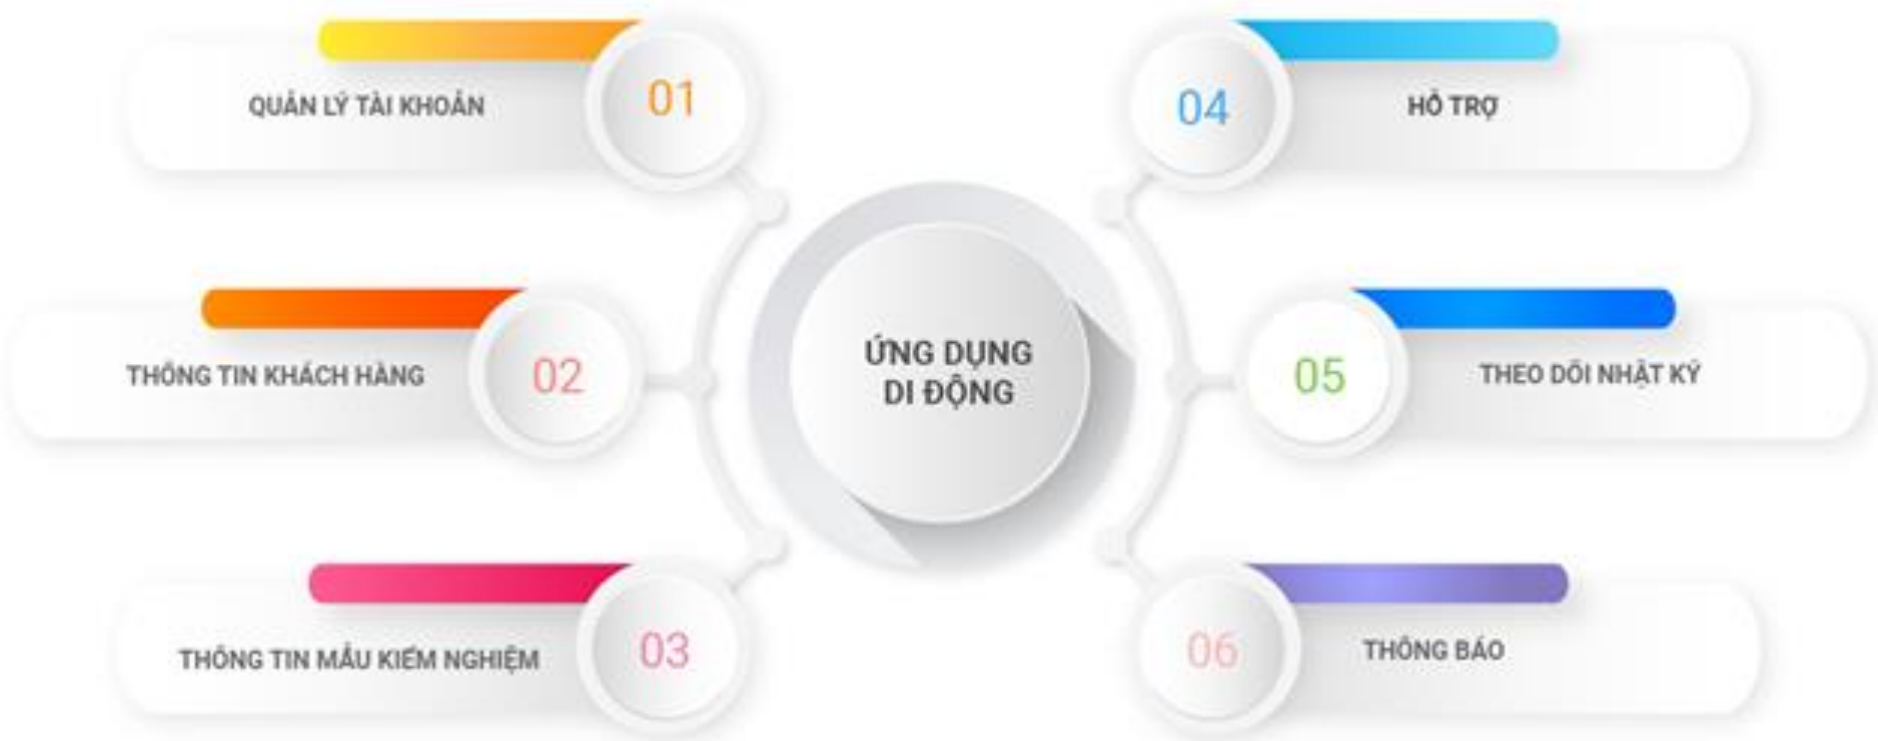 QUẢN LÝ TÀI KHOẢN
01
THÔNG TIN KHÁCH HÀNG
02
THÔNG TIN MẪU KIỂM NGHIỆM
03
ỨNG DỤNG
DI ĐỘNG
04
HỖ TRỢ
05
THEO DÕI NHẬT KÝ
06
THÔNG BÁO